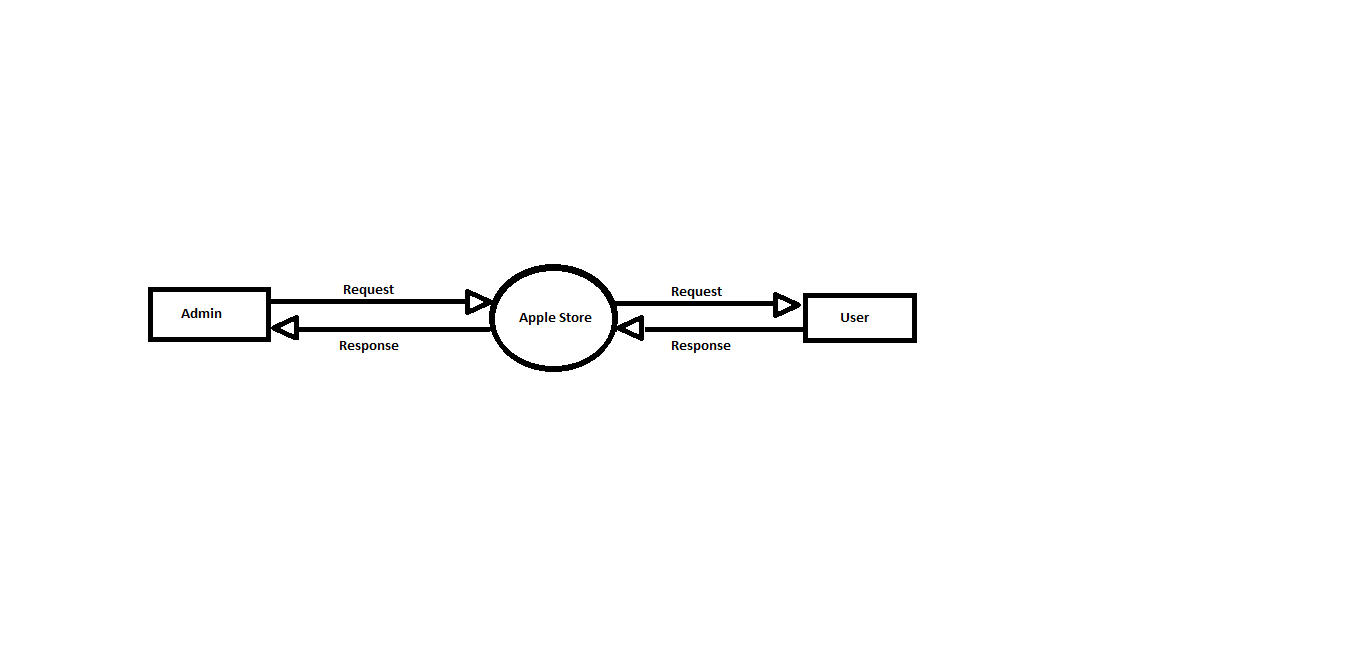 Request
Request
Admin
Apple Store
User
Response
Response